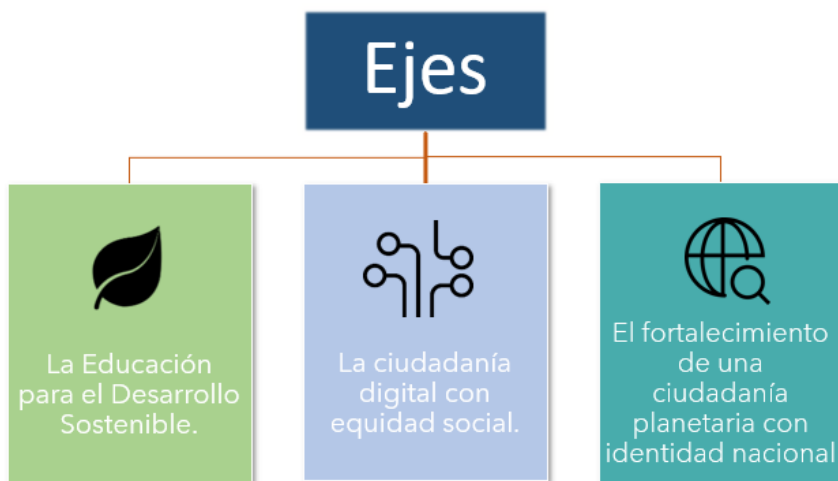 Ejes
La Educación
para el Desarrollo
Sostenible.
La ciudadanía
digital con
equidad social.
El fortalecimiento
de una
ciudadanía
planetaria con
identidad nacional